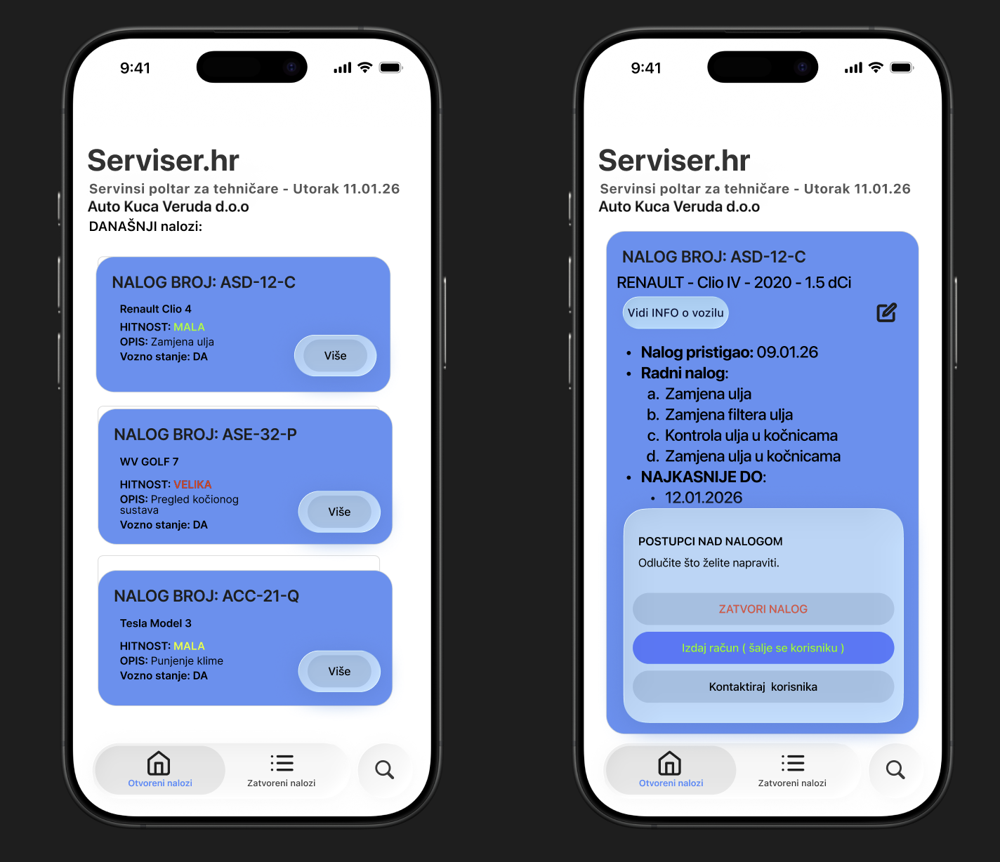 9:41
Serviser.hr
Servinsi poltar za tehničare - Utorak 11.01.26
Auto Kuca Veruda d.o.o
DANAŠNJI nalozi:
NALOG BROJ: ASD-12-C
Renault Clio 4
HITNOST: MALA
OPIS: Zamjena ulja
Vozno stanje: DA
Više
NALOG BROJ: ASE-32-P
WV GOLF 7
HITNOST: VELIKA
OPIS: Pregled kočionog
sustava
Vozno stanje: DA
Više
NALOG BROJ: ACC-21-Q
Tesla Model 3
HITNOST: MALA
OPIS: Punjenje klime
Vozno stanje: DA
Više
Otvoreni nalozi
Zatvoreni nalozi
9:41
Serviser.hr
Servinsi poltar za tehničare - Utorak 11.01.26
Auto Kuca Veruda d.o.o
NALOG BROJ: ASD-12-C
RENAULT - Clio IV - 2020 - 1.5 dCi
Vidi INFO o vozilu
• Nalog pristigao: 09.01.26
• Radni nalog:
a. Zamjena ulja
b. Zamjena filtera ulja
c. Kontrola ulja u kočnicama
d. Zamjena ulja u kočnicama
• NAJKASNIJE DO:
• 12.01.2026
POSTUPCI NAD NALOGOM
Odlučite što želite napraviti.
ZATVORI NALOG
Izdaj račun ( šalje se korisniku )
Kontaktiraj  korisnika
Otvoreni nalozi
Zatvoreni nalozi